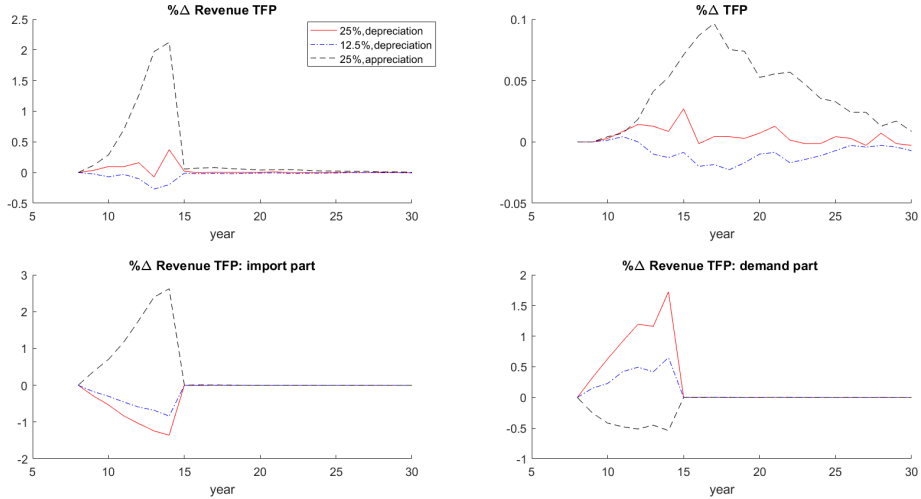 %Δ Revenue TFP
2.5
2
1.5
1
0.5
0
-0.5
5 10 15 20 25 30
year
25%,depreciation
12.5%,depreciation
25%,appreciation
%Δ TFP
0.1
0.05
0
-0.05
5 10 15 20 25 30
year
%Δ Revenue TFP: import part
3
2
1
0
-1
-2
5 10 15 20 25 30
year
%Δ Revenue TFP: demand part
2
1.5
1
0.5
0
-0.5
-1
5 10 15 20 25 30
year